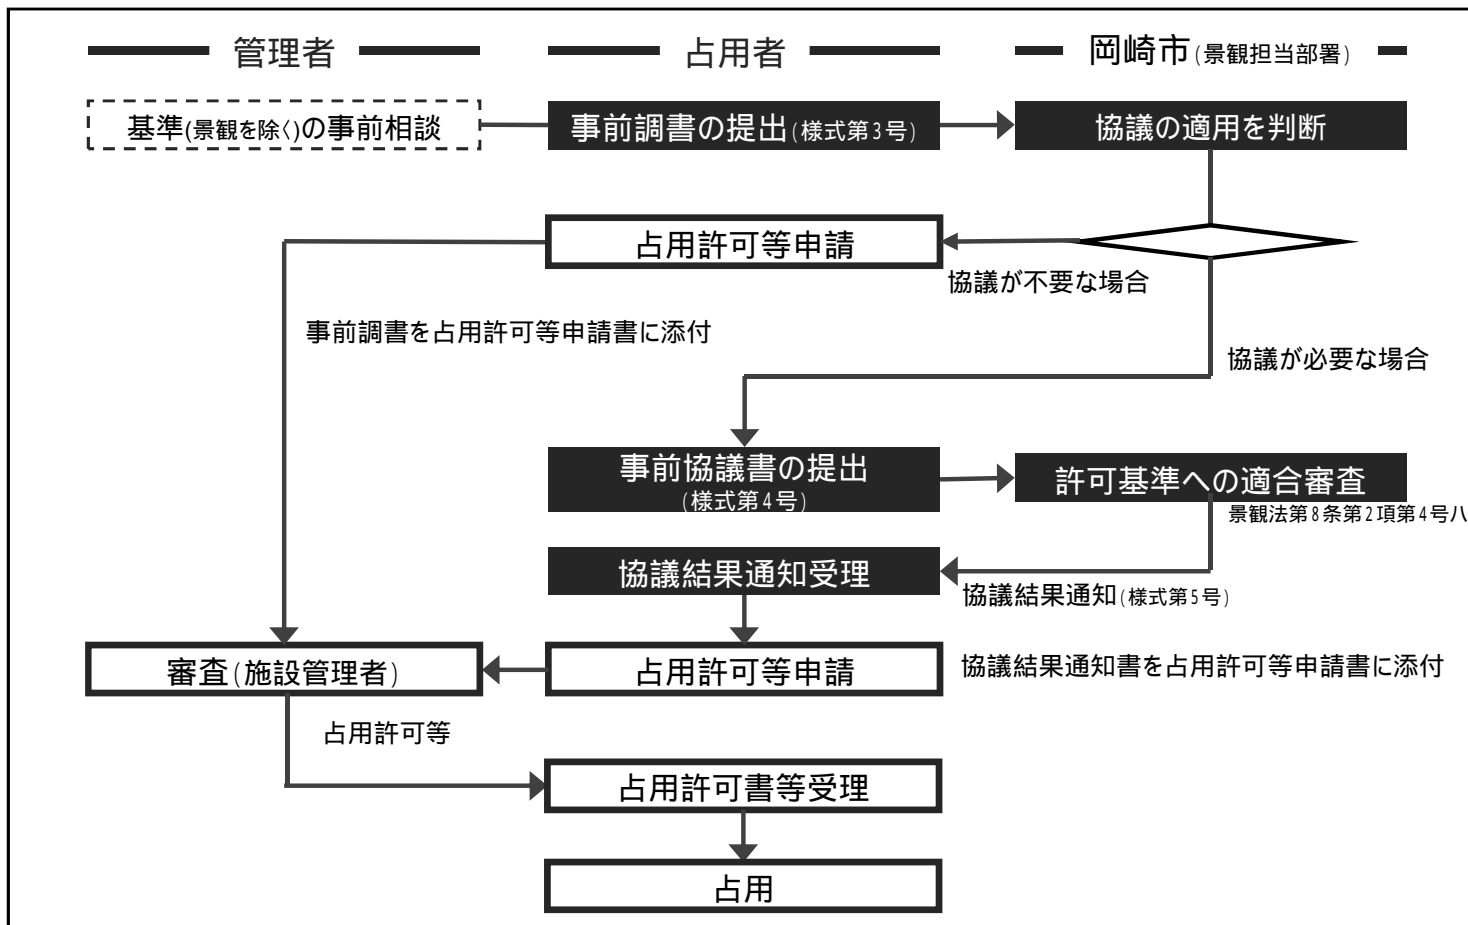 管理者
占用者
岡崎市(景観担当部署)
基準(景観を除く)の事前相談
事前調書の提出(様式第3号)
協議の適用を判断
占用許可等申請
協議が不要な場合
事前調書を占用許可等申請書に添付
協議が必要な場合
事前協議書の提出
(様式第4号)
許可基準への適合審査
景観法第8条第2項第4号ハ
協議結果通知受理
協議結果通知(様式第5号)
審査(施設管理者)
占用許可等申請
協議結果通知書を占用許可等申請書に添付
占用許可等
占用許可書等受理
占用